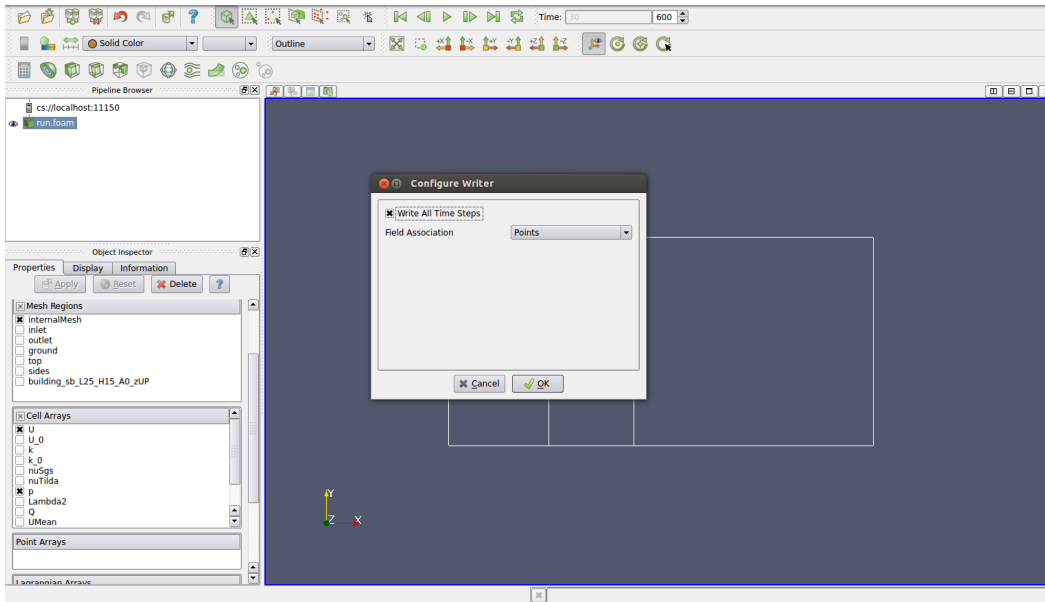 Time: 30 600
Solid Color Outline
+X -X +Y -Y +Z -Z
Pipeline Browser
cs://localhost:11150
run.foam
Configure Writer
Write All Time Steps
Field Association Points
Cancel OK
Object Inspector
Properties Display Information
Apply Reset Delete ?
Mesh Regions
internalMesh
inlet
outlet
ground
top
sides
building_sb_L25_H15_A0_zUP
Cell Arrays
U
U_0
k
k_0
nuSgs
nuTilda
p
Lambda2
Q
UMean
Point Arrays
Lagrangian Arrays
Y
Z X